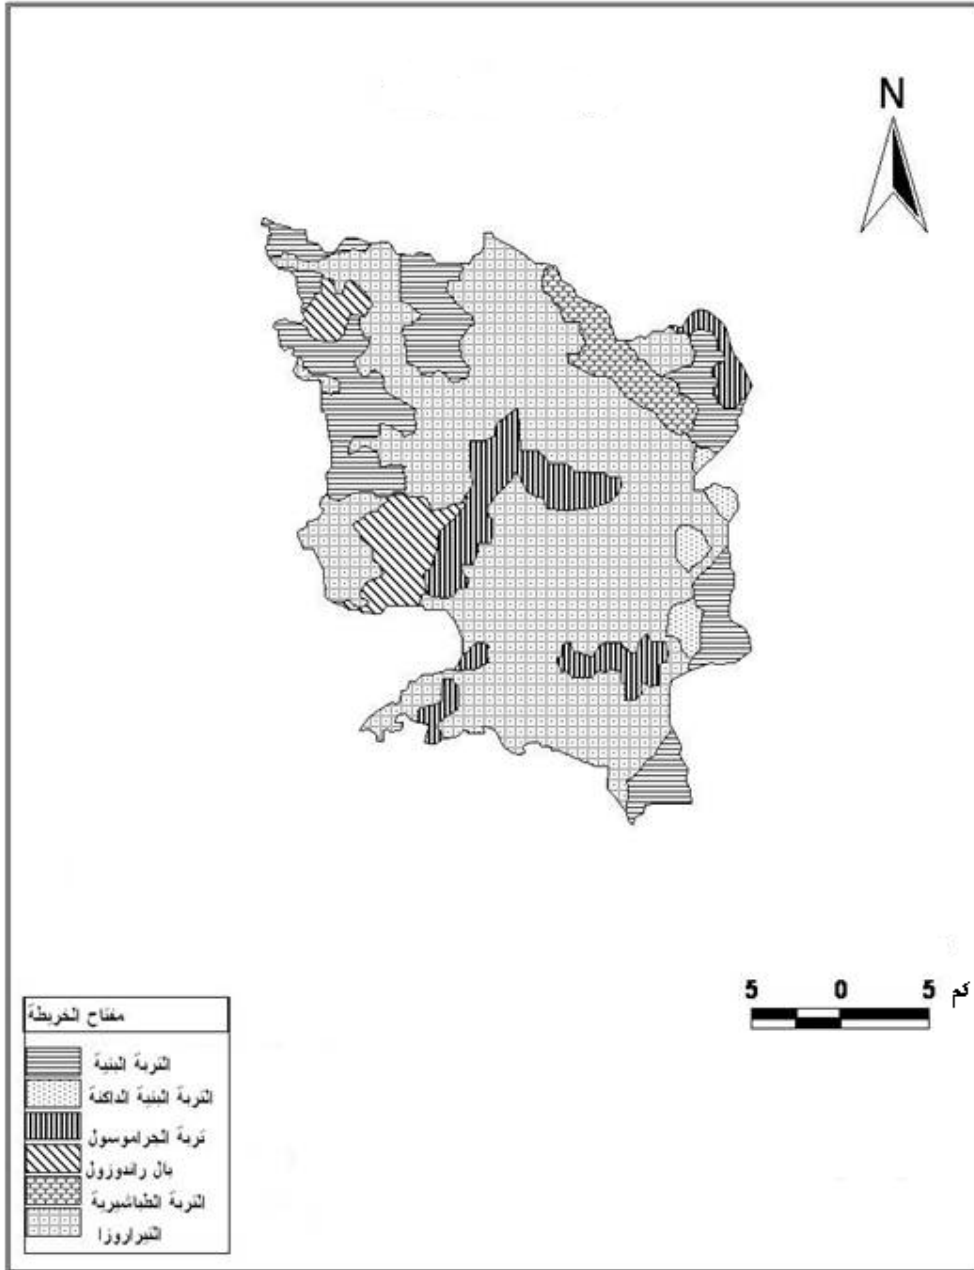 N
5 0 5 كم
مفتاح الخريطة
التربة البنية
التربة البنية الداكنة
تربة الجراموسول
بال راندوزول
التربة الطباشيرية
التيراروزا